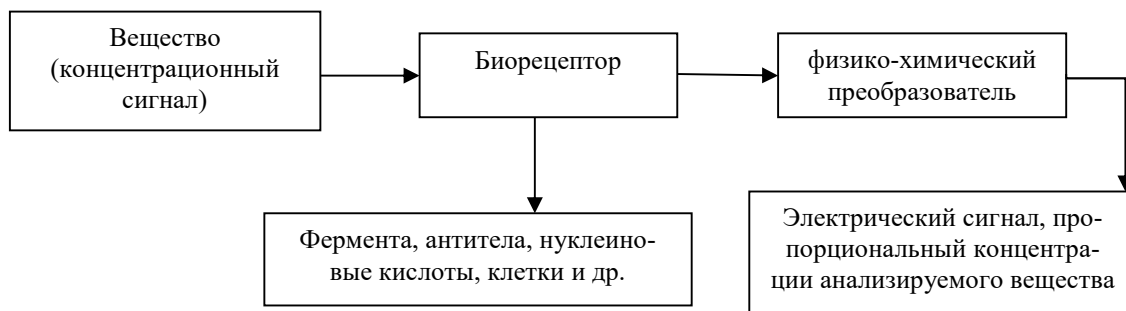 Вещество
(концентрационный
сигнал)
Биорецептор
физико-химический
преобразователь
Фермента, антитела, нуклеино-
вые кислоты, клетки и др.
Электрический сигнал, про-
порциональный концентра-
ции анализируемого вещества